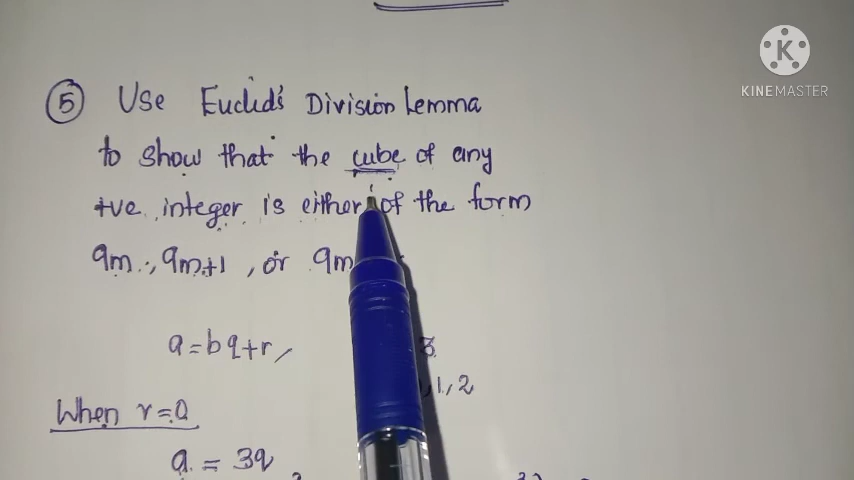 K
KINEMASTER
⑤ Use Euclid's Division Lemma
to show that the cube of any
+ve integer is either of the form
9m, 9m+1, or 9m
a=bq+r,
1, 2
When r=0
a = 3q